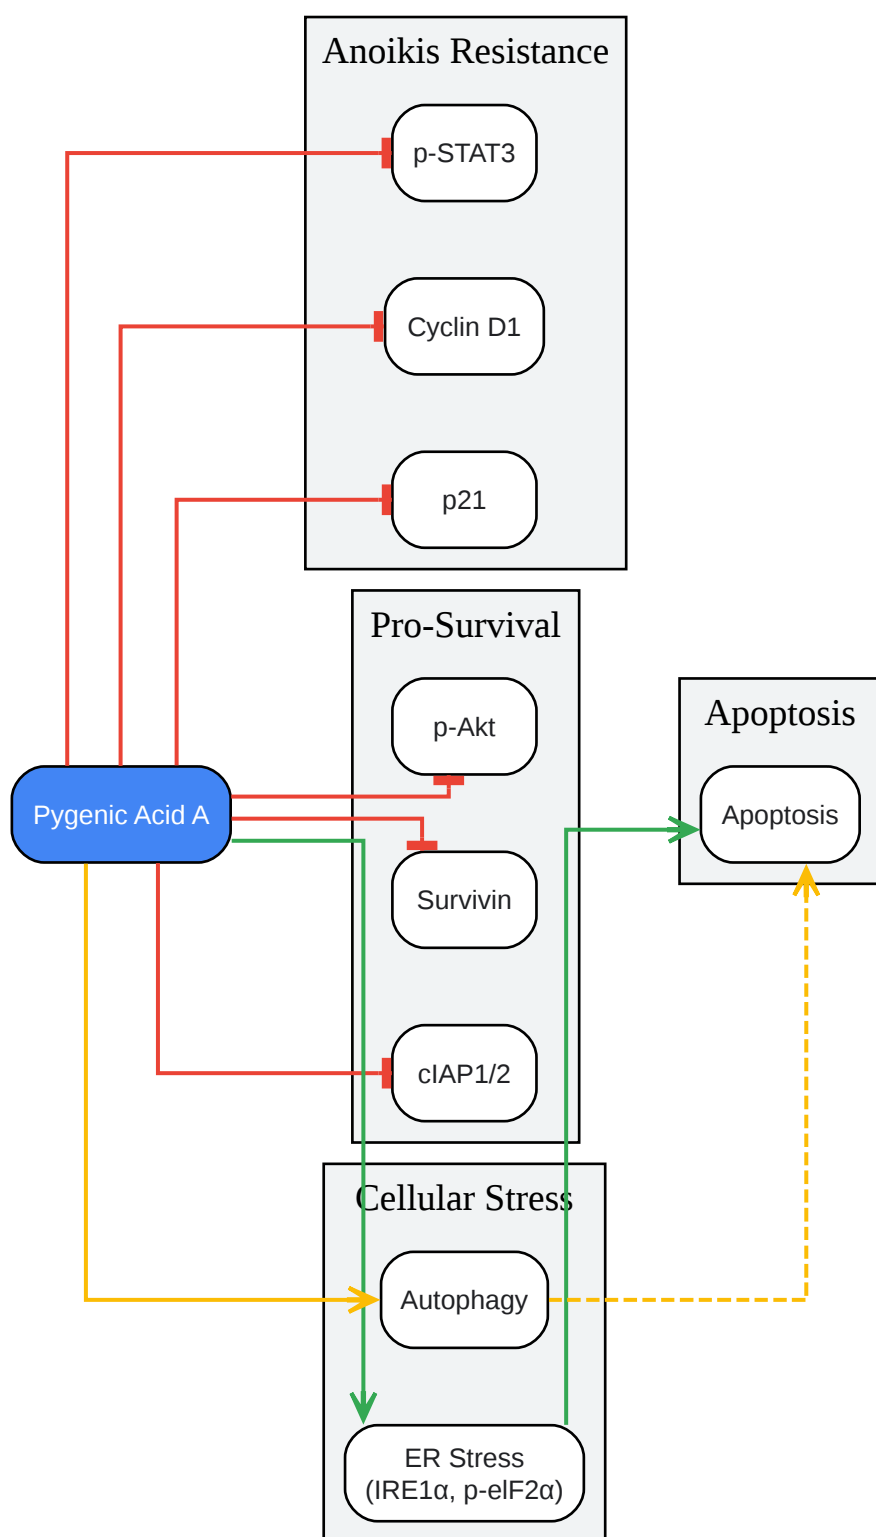 Anoikis Resistance
p-STAT3
Cyclin D1
p21
Pro-Survival
p-Akt
Apoptosis
Pygenic Acid A
Apoptosis
Survivin
cIAP1/2
Cellular Stress
Autophagy
ER Stress
(IRE1α, p-eIF2α)